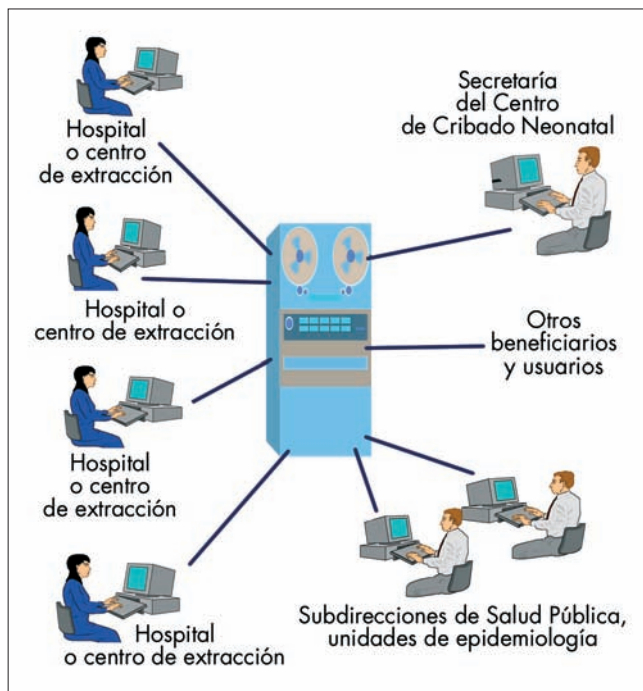 Hospital
o centro
de extracción
Secretaría
del Centro
de Cribado Neonatal
Hospital o
centro de extracción
Otros
beneficiarios
y usuarios
Hospital
o centro
de extracción
Hospital
o centro de extracción
Subdirecciones de Salud Pública,
unidades de epidemiología